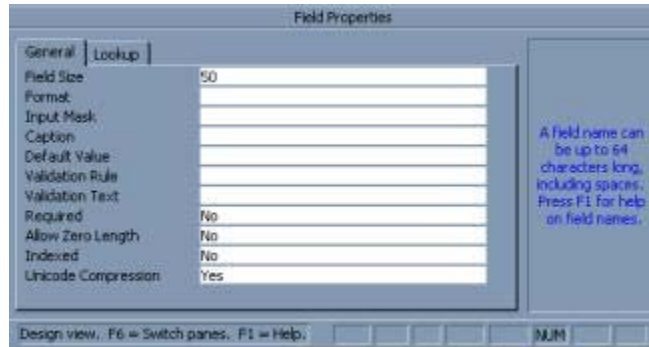 Field Properties
General Lookup
Field Size 50
Format
Input Mask
Caption
Default Value
Validation Rule
Validation Text
Required No
Allow Zero Length No
Indexed No
Unicode Compression Yes
A field name can
be up to 64
characters long,
including spaces.
Press F1 for help
on field names.
Design view. F6 = Switch panes. F1 = Help. NUM